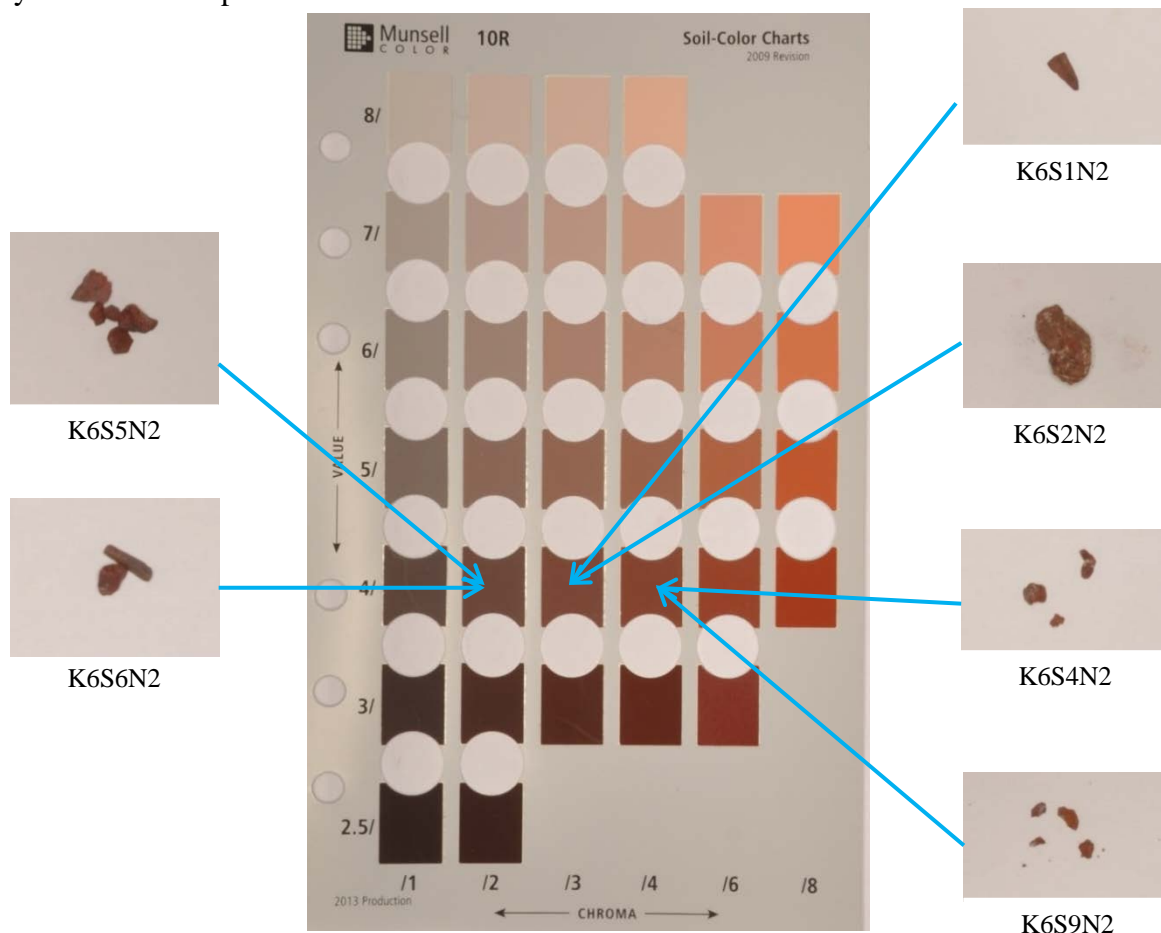 Munsell
COLOR
10R
Soil-Color Charts
2009 Revision
8/
7/
6/
5/
4/
3/
2.5/
VALUE
/1 /2 /3 /4 /6 /8
CHROMA
2013 Production
K6S5N2
K6S6N2
K6S1N2
K6S2N2
K6S4N2
K6S9N2